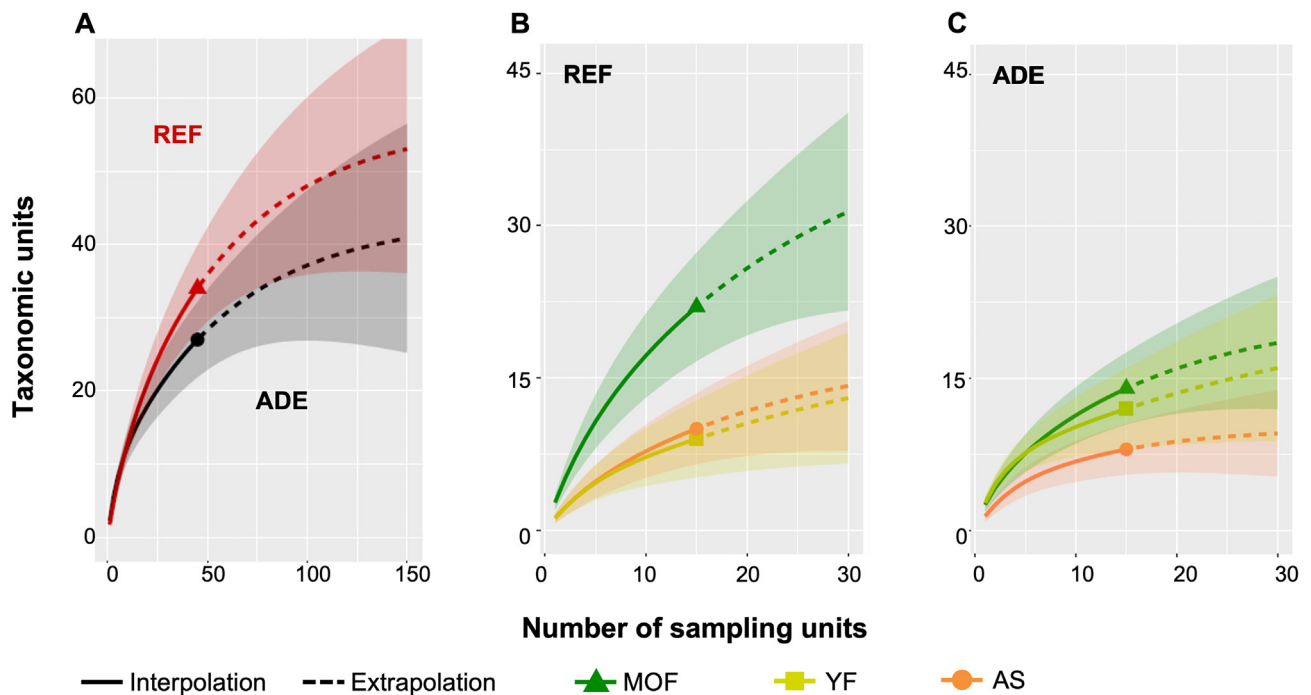 A
REF
ADE
60
40
20
0
0
50
100
150
B
REF
45
30
15
0
0
10
20
30
C
ADE
45
30
15
0
0
10
20
30
Taxonomic units
Number of sampling units
Interpolation
Extrapolation
MOF
YF
AS